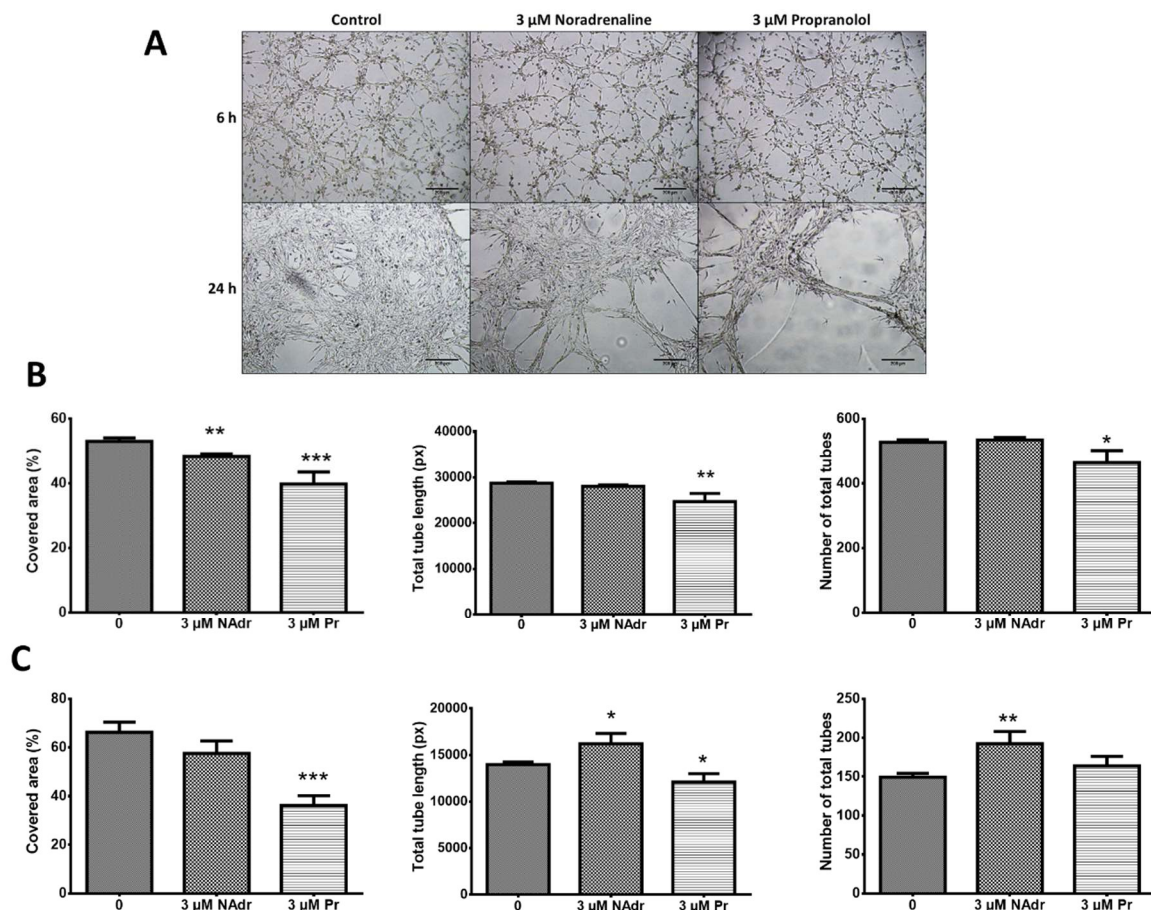 A
Control
3 µM Noradrenaline
3 µM Propranolol
6 h
24 h
B
Covered area (%)
60
40
20
0
**
***
0
3 µM NAdr
3 µM Pr
Total tube length (px)
40000
30000
20000
10000
0
**
0
3 µM NAdr
3 µM Pr
Number of total tubes
600
400
200
0
*
0
3 µM NAdr
3 µM Pr
C
Covered area (%)
80
60
40
20
0
***
0
3 µM NAdr
3 µM Pr
Total tube length (px)
20000
15000
10000
5000
0
*
*
0
3 µM NAdr
3 µM Pr
Number of total tubes
250
200
150
100
50
0
**
0
3 µM NAdr
3 µM Pr